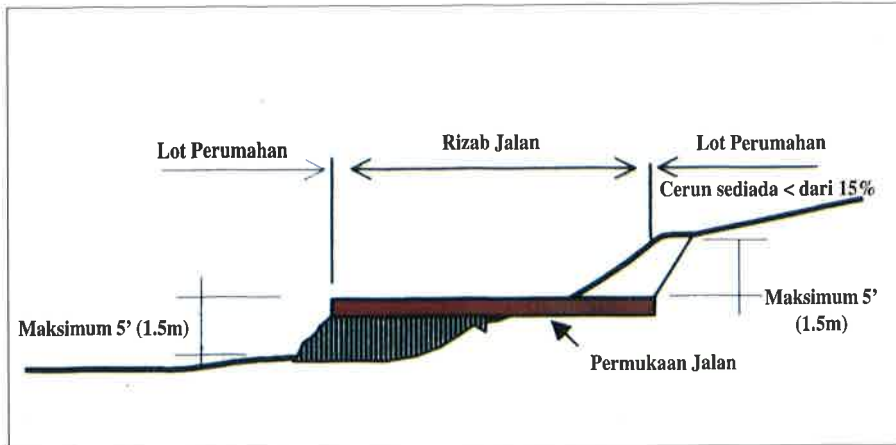 Lot Perumahan
Rizab Jalan
Lot Perumahan
Cerun sediada < dari 15%
Maksimum 5' (1.5m)
Maksimum 5'
(1.5m)
Permukaan Jalan